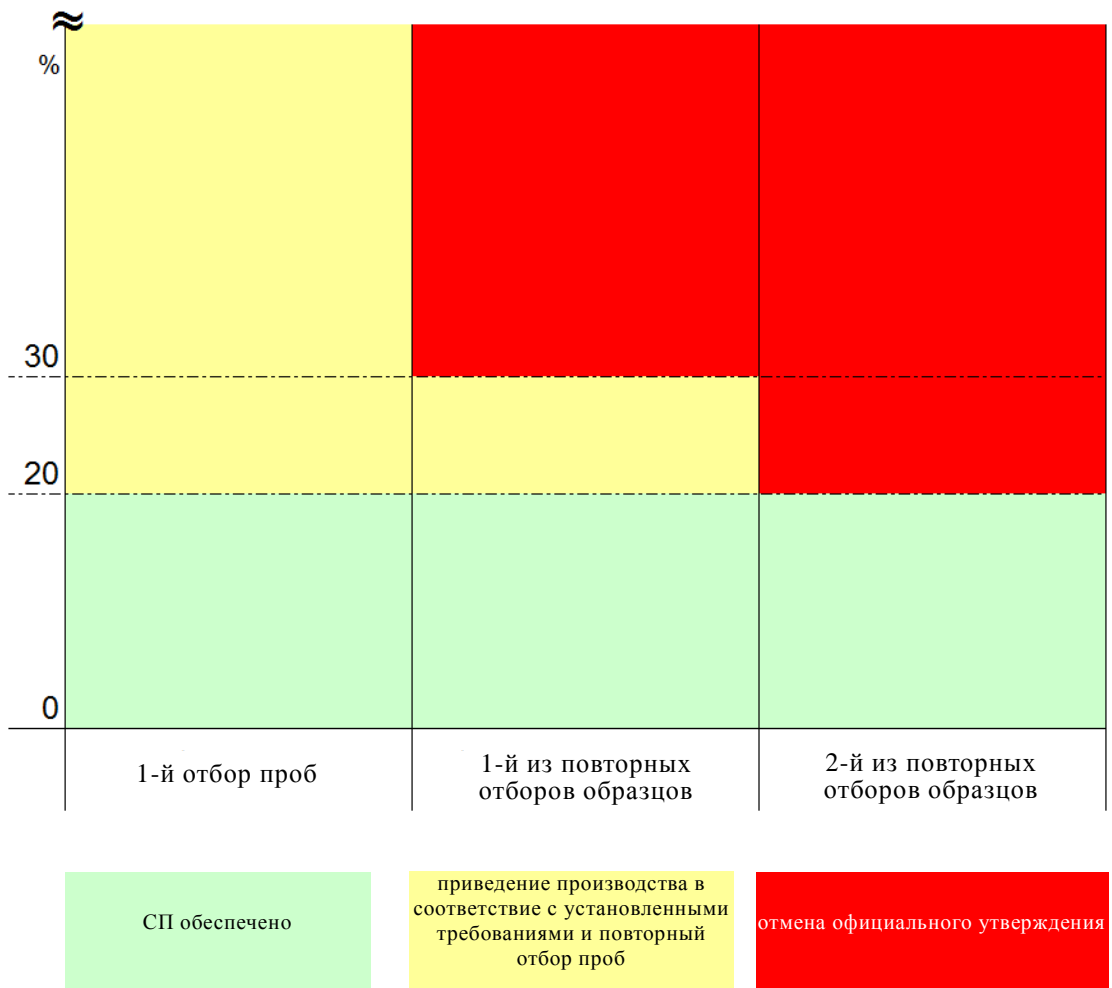 ≈
%
30
20
0
1-й отбор проб
1-й из повторных
отборов образцов
2-й из повторных
отборов образцов
СП обеспечено
приведение производства в
соответствие с установленными
требованиями и повторный
отбор проб
отмена официального утверждения